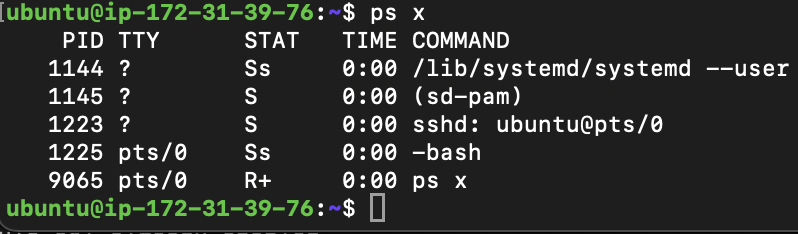 ubuntu@ip-172-31-39-76:~$ ps x
PID TTY STAT TIME COMMAND
1144 ? Ss 0:00 /lib/systemd/systemd --user
1145 ? S 0:00 (sd-pam)
1223 ? S 0:00 sshd: ubuntu@pts/0
1225 pts/0 Ss 0:00 -bash
9065 pts/0 R+ 0:00 ps x
ubuntu@ip-172-31-39-76:~$